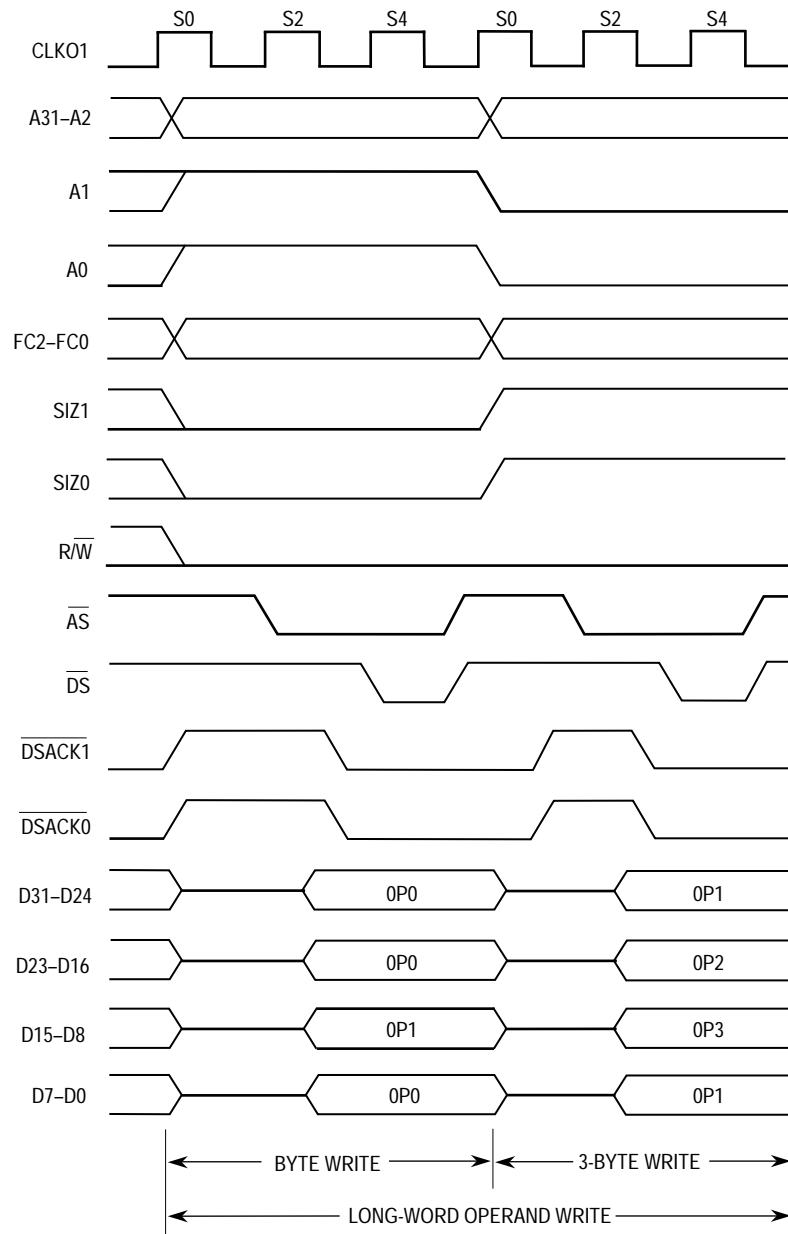 S0 S2 S4 S0 S2 S4
CLKO1
A31–A2
A1
A0
FC2–FC0
SIZ1
SIZ0
R/W
AS
DS
DSACK1
DSACK0
D31–D24 0P0 0P1
D23–D16 0P0 0P2
D15–D8 0P1 0P3
D7–D0 0P0 0P1
BYTE WRITE 3-BYTE WRITE
LONG-WORD OPERAND WRITE